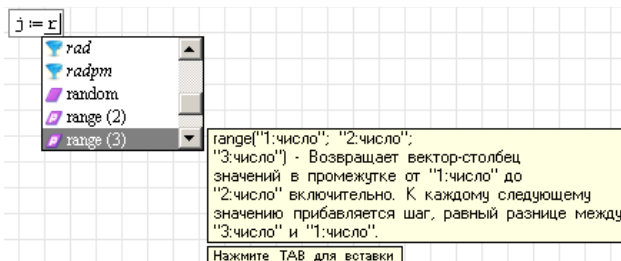 j:=r
rad
radpm
random
range (2)
range (3)
range("1:число"; "2:число";
"3:число") - Возвращает вектор-столбец
значений в промежутке от "1:число" до
"2:число" включительно. К каждому следующему
значению прибавляется шаг, равный разнице между
"3:число" и "1:число".
Нажмите TAB для вставки